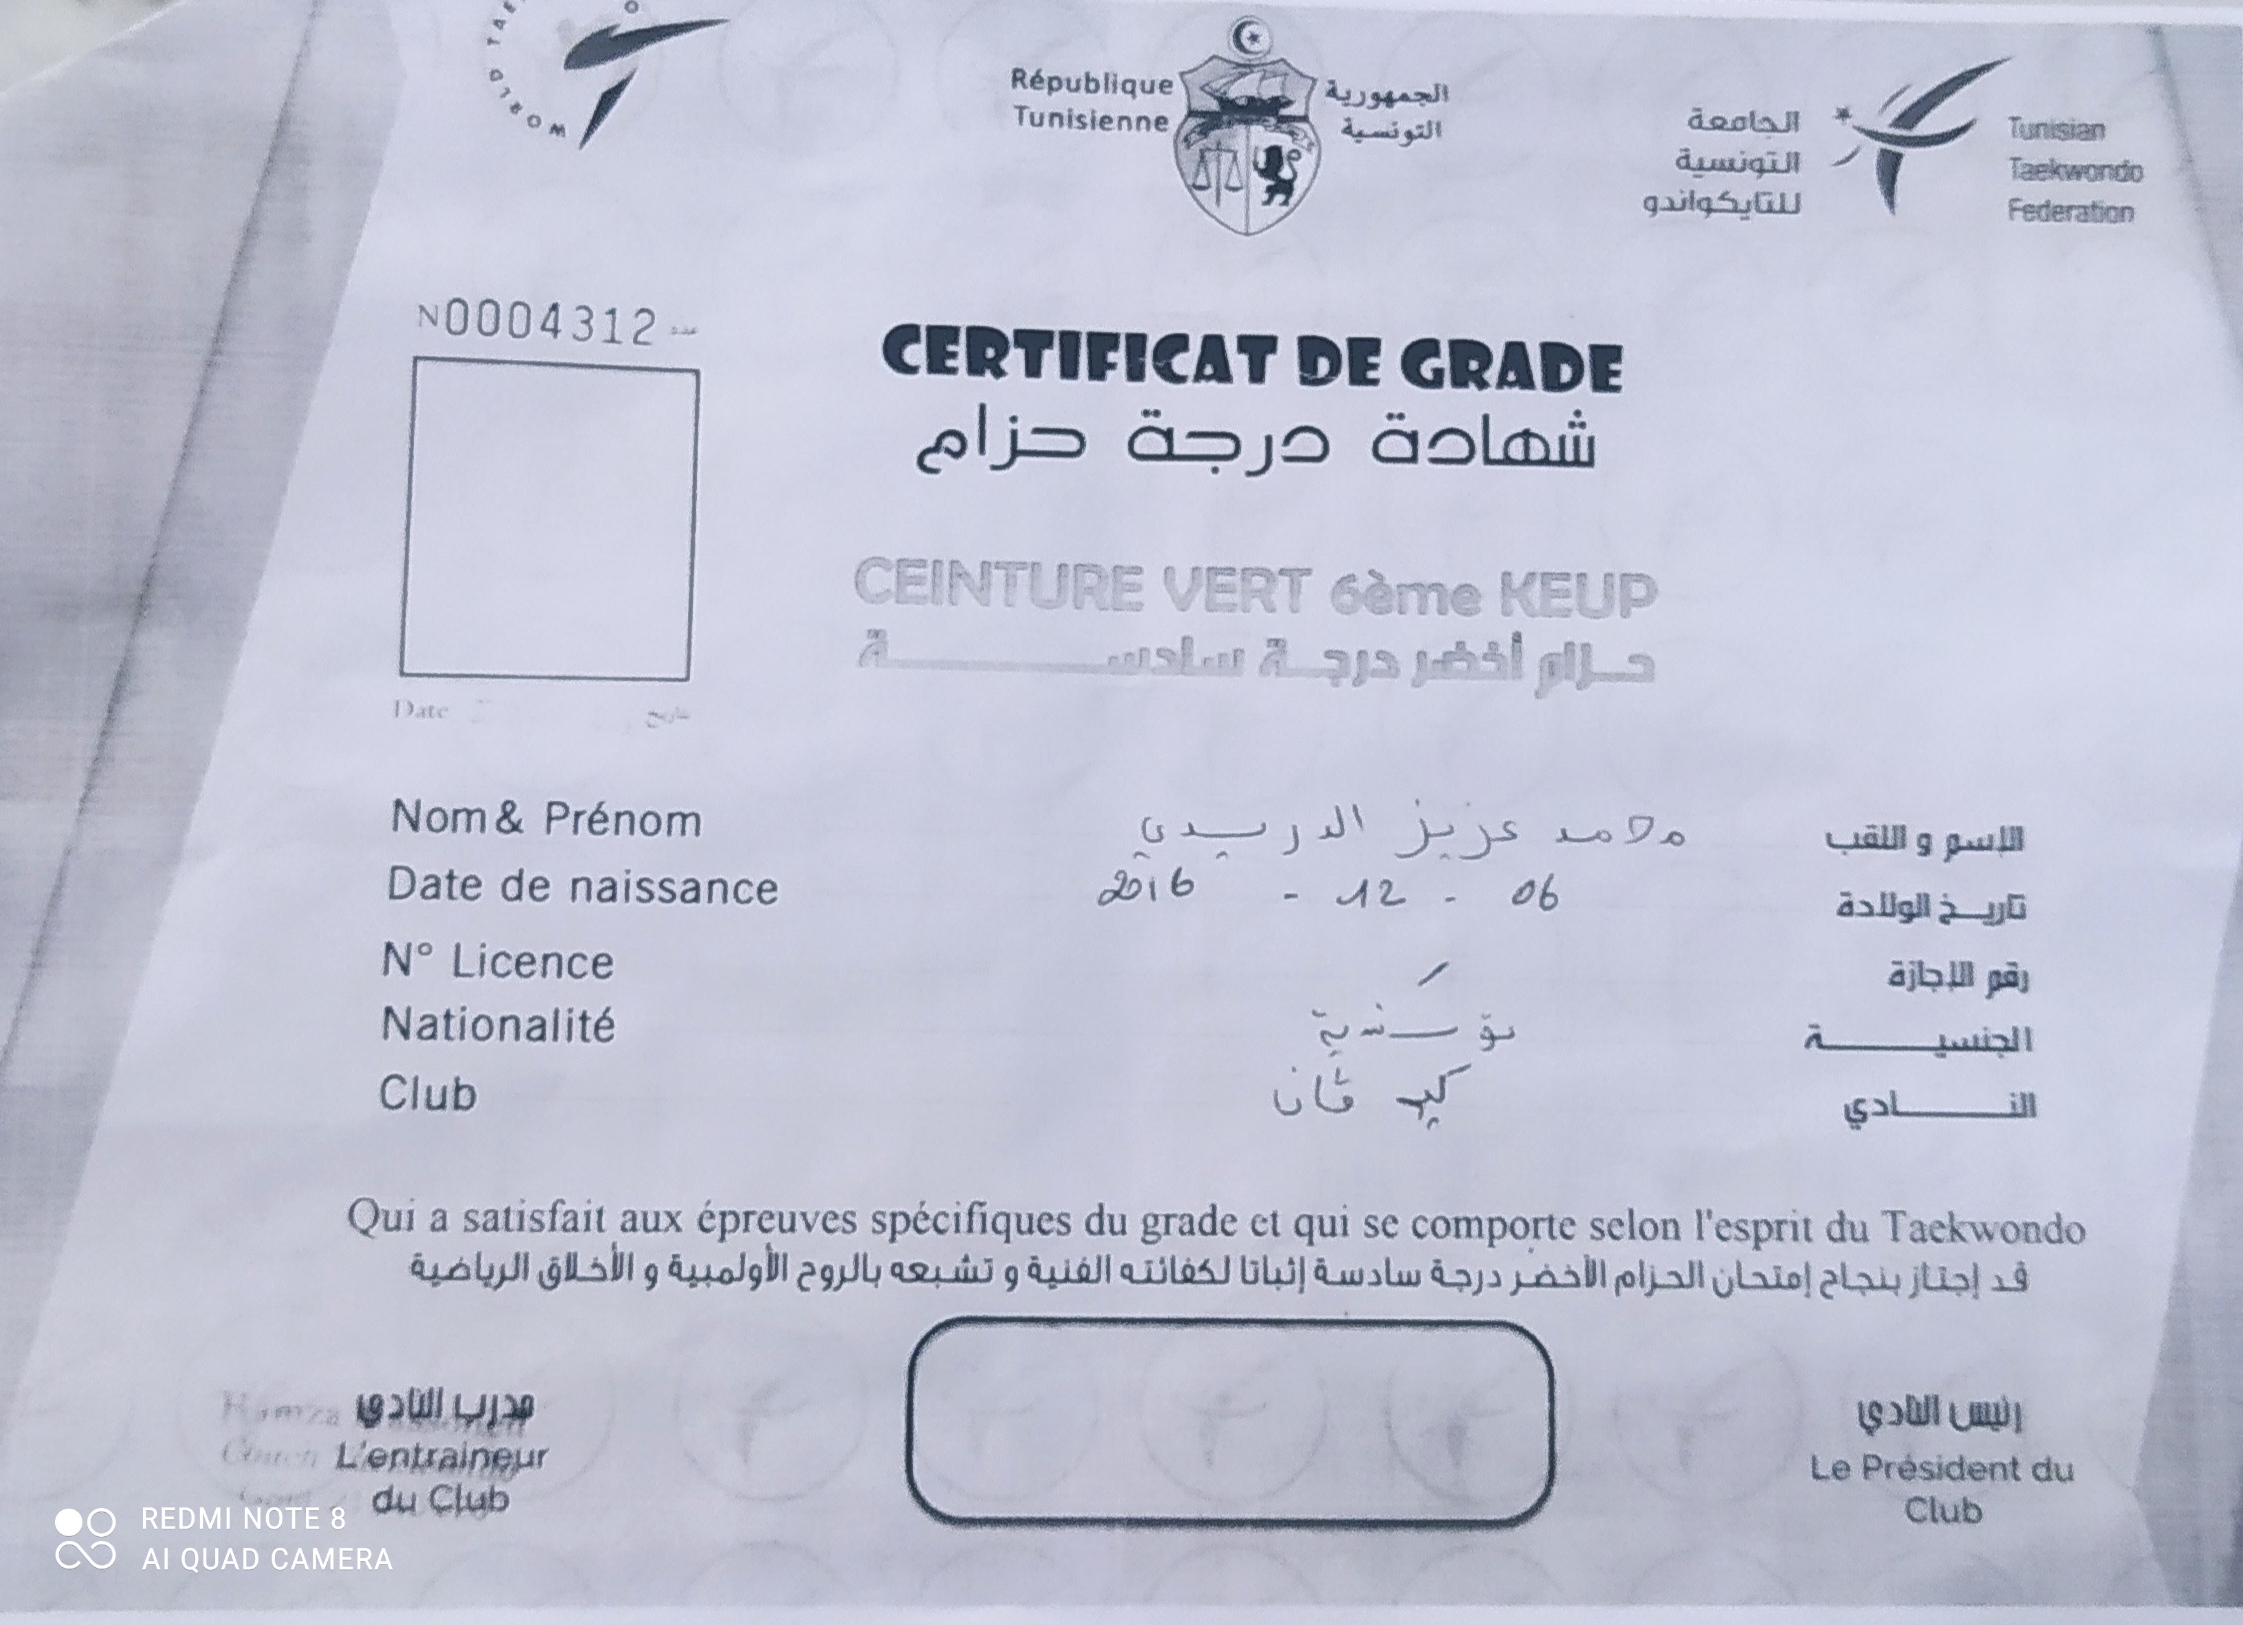 WORLD TAE
République
Tunisienne
الجمهورية
التونسية
الجامعة
التونسية
للتايكواندو
Tunisian
Taekwondo
Federation
N0004312 عدد
CERTIFICAT DE GRADE
شهادة درجة حزام
CEINTURE VERT 6ème KEUP
حزام أخضر درجة سادسة
Date تاريخ
Nom & Prénom محمد عزيز الدريدي الإسم و اللقب
Date de naissance 2016 - 12 - 06 تاريخ الولادة
N° Licence / رقم الإجازة
Nationalité تونسية الجنسية
Club النادي
Qui a satisfait aux épreuves spécifiques du grade et qui se comporte selon l'esprit du Taekwondo
قد إجتاز بنجاح إمتحان الحزام الأخضر درجة سادسة إثباتا لكفائته الفنية و تشبعه بالروح الأولمبية و الأخلاق الرياضية
Hamza
مدرب النادي
L'entraineur
du Club
رئيس النادي
Le Président du
Club
REDMI NOTE 8
AI QUAD CAMERA